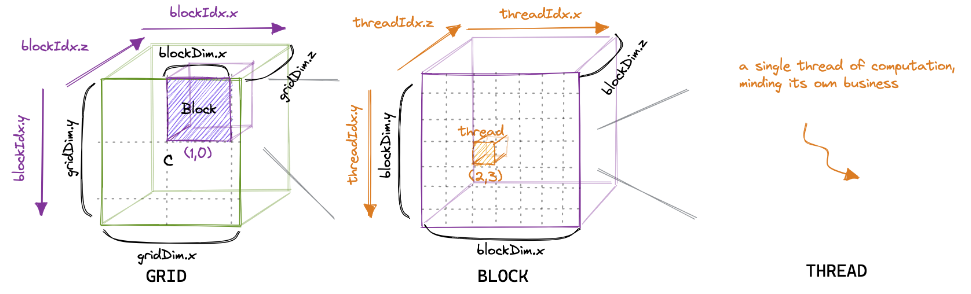 blockIdx.x
blockIdx.z
blockIdx.y
blockDim.x
gridDim.z
gridDim.y
Block
C
(1,0)
gridDim.x
GRID
threadIdx.x
threadIdx.z
threadIdx.y
blockDim.z
blockDim.y
thread
(2,3)
blockDim.x
BLOCK
a single thread of computation,
minding its own business
THREAD